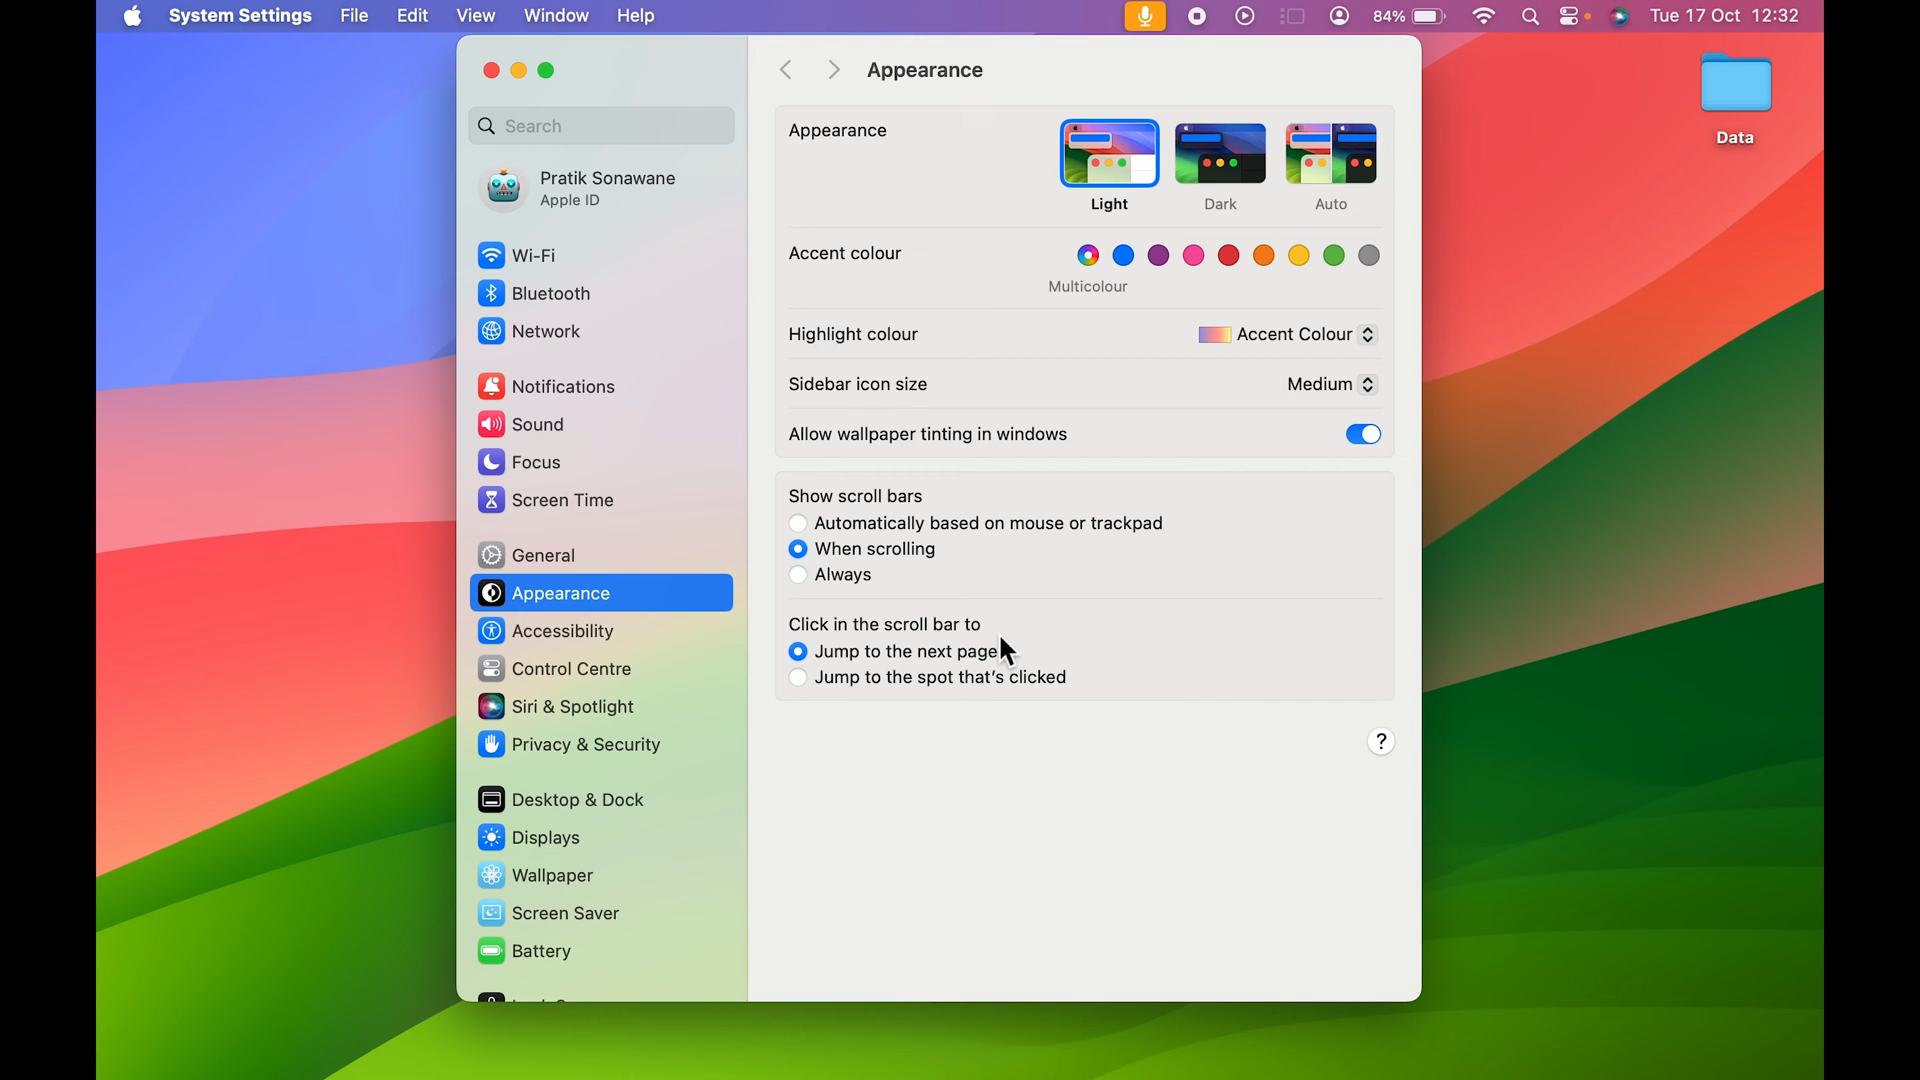 System Settings File Edit View Window Help 84% Tue 17 Oct 12:32
Data
Search
Pratik Sonawane
Apple ID
Wi-Fi
Bluetooth
Network
Notifications
Sound
Focus
Screen Time
General
Appearance
Accessibility
Control Centre
Siri & Spotlight
Privacy & Security
Desktop & Dock
Displays
Wallpaper
Screen Saver
Battery
Appearance
Appearance
Light Dark Auto
Accent colour
Multicolour
Highlight colour Accent Colour
Sidebar icon size Medium
Allow wallpaper tinting in windows
Show scroll bars
Automatically based on mouse or trackpad
When scrolling
Always
Click in the scroll bar to
Jump to the next page
Jump to the spot that's clicked
?